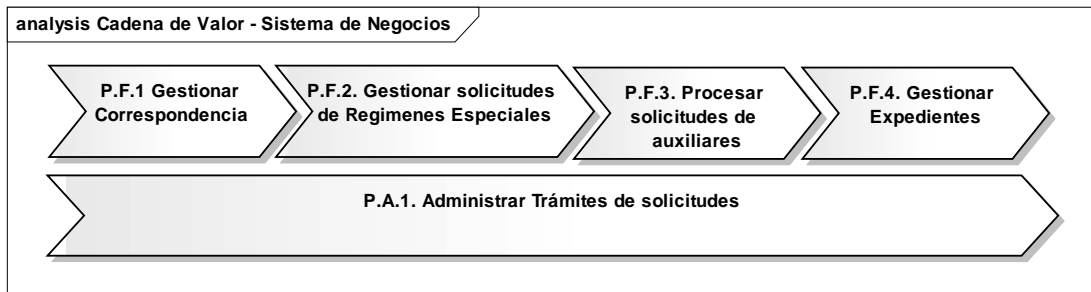 analysis Cadena de Valor - Sistema de Negocios
P.F.1 Gestionar
Correspondencia
P.F.2. Gestionar solicitudes
de Regimenes Especiales
P.F.3. Procesar
solicitudes de
auxiliares
P.F.4. Gestionar
Expedientes
P.A.1. Administrar Trámites de solicitudes